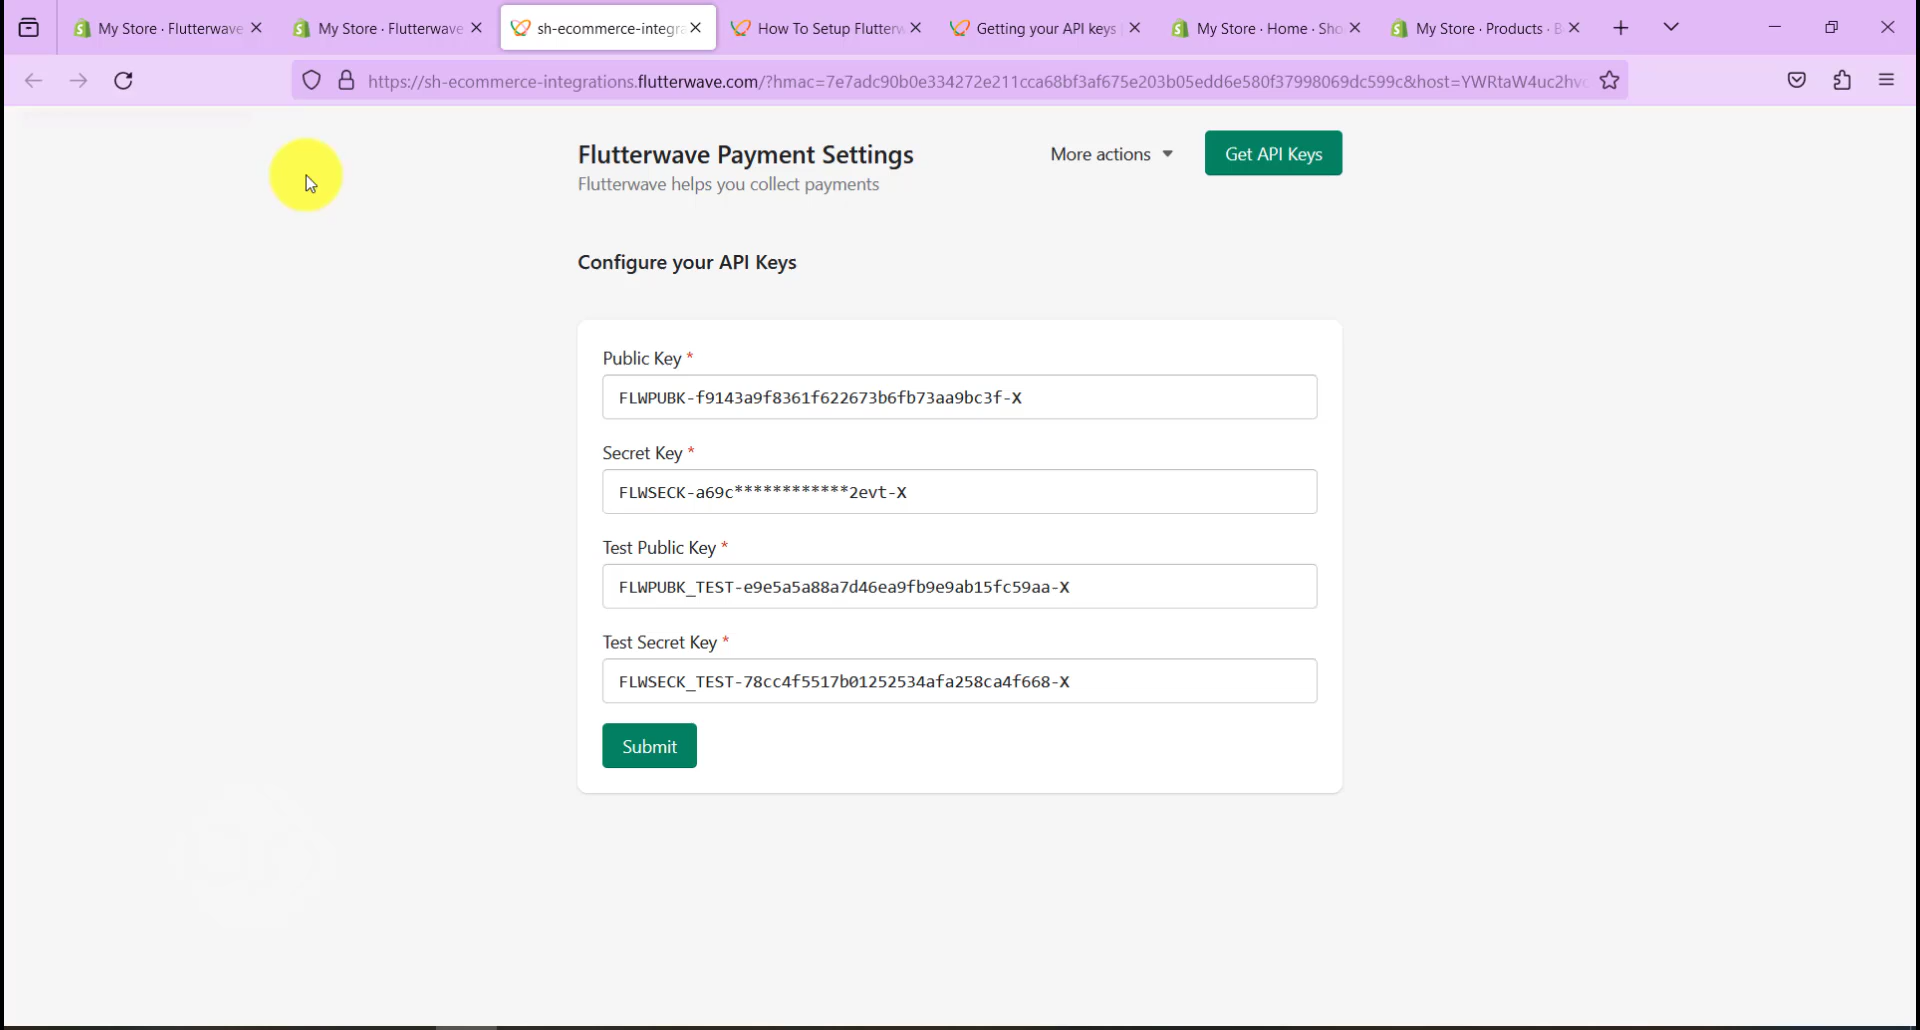 My Store · Flutterwave
My Store · Flutterwave
sh-ecommerce-integra
How To Setup Flutterw
Getting your API keys
My Store · Home · Sho
My Store · Products · B
https://sh-ecommerce-integrations.flutterwave.com/?hmac=7e7adc90b0e334272e211cca68bf3af675e203b05edd6e580f37998069dc599c&host=YWRtaW4uc2hv
Flutterwave Payment Settings
More actions
Get API Keys
Flutterwave helps you collect payments
Configure your API Keys
Public Key *
FLWPUBK-f9143a9f8361f622673b6fb73aa9bc3f-X
Secret Key *
FLWSECK-a69c************2evt-X
Test Public Key *
FLWPUBK_TEST-e9e5a5a88a7d46ea9fb9e9ab15fc59aa-X
Test Secret Key *
FLWSECK_TEST-78cc4f5517b01252534afa258ca4f668-X
Submit